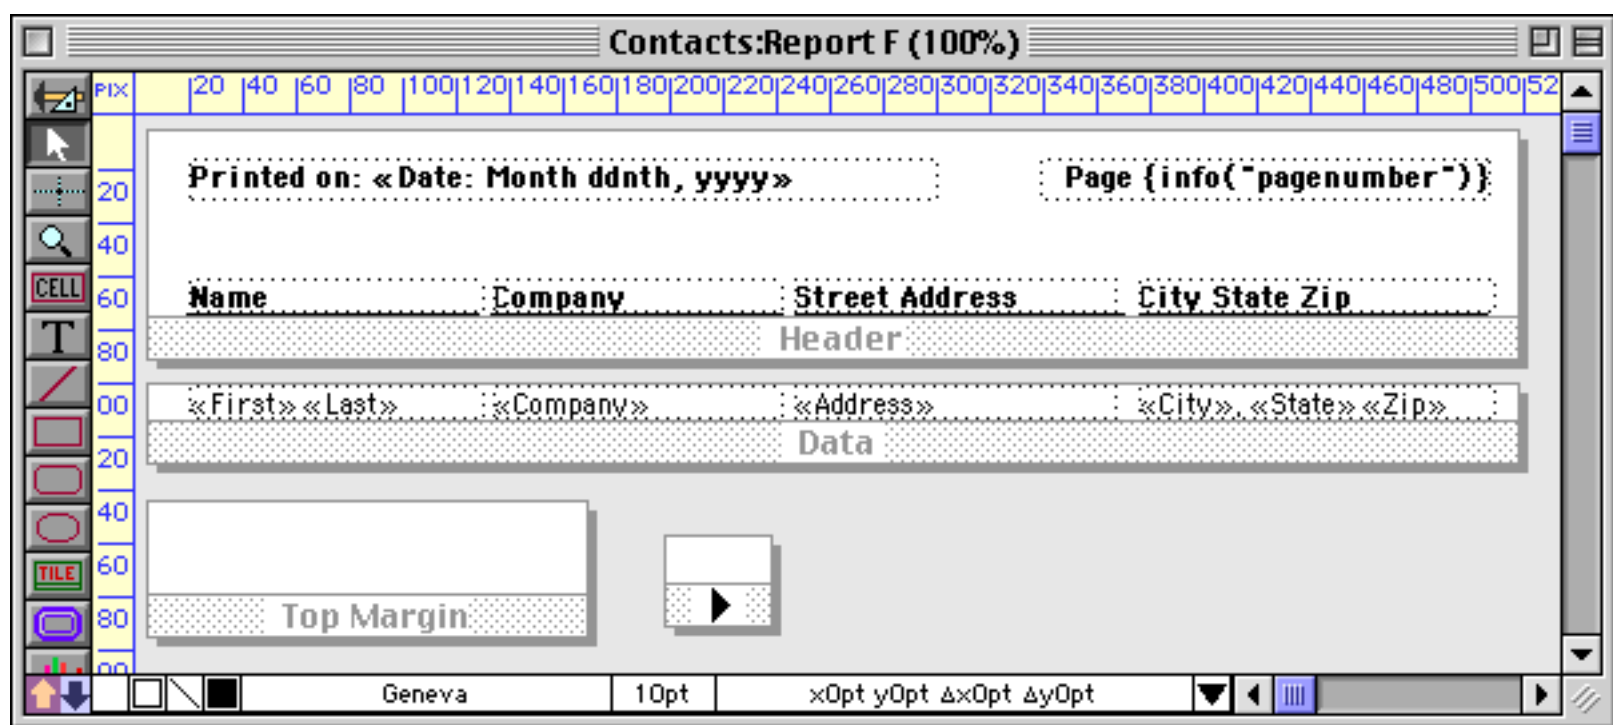 Contacts:Report F (100%)
PIX 20 40 60 80 100 120 140 160 180 200 220 240 260 280 300 320 340 360 380 400 420 440 460 480 500 52
Printed on: «Date: Month ddnth, yyyy» Page {info("pagenumber")}
20
40
CELL
60
Name Company Street Address City State Zip
T
Header
80
00
«First» «Last» «Company» «Address» «City», «State» «Zip»
Data
20
40
TILE
60
Top Margin
80
00
Geneva 10pt x0pt y0pt Δx0pt Δy0pt